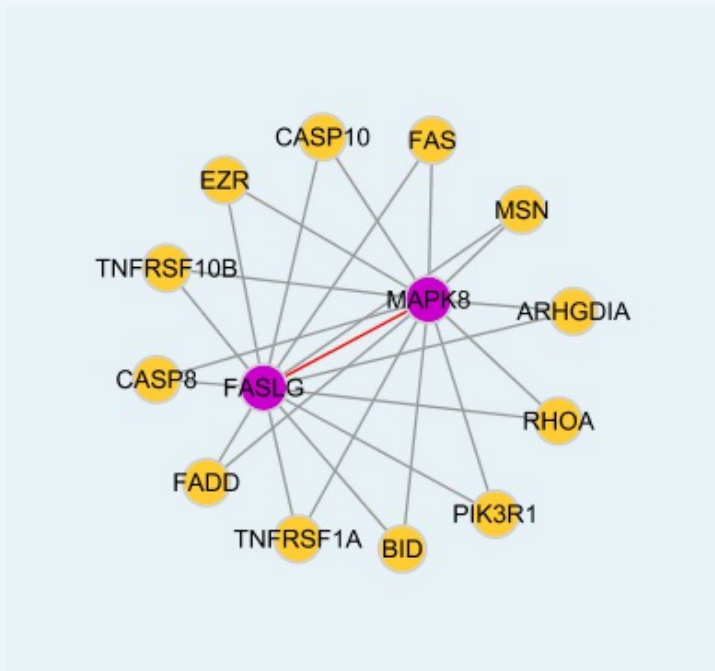 CASP10
FAS
EZR
MSN
TNFRSF10B
MAPK8
ARHGDIA
CASP8
FASLG
RHOA
FADD
PIK3R1
TNFRSF1A
BID